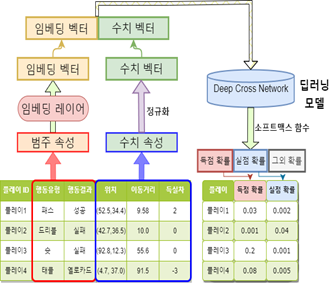 임베딩 벡터 수치 벡터
임베딩 벡터 수치 벡터
Deep Cross Network
딥러닝
모델
임베딩 레이어
정규화
소프트맥스 함수
범주 속성 수치 속성
득점 확률 실점 확률 그외 확률
플레이 ID 행동유형 행동결과 위치 이동거리 득실차
플레이1 패스 성공 (52.5,34.4) 9.58 2
플레이2 드리블 실패 (42.7,36.5) 10.0 0
플레이3 슛 실패 (92.8,12.3) 55.6 0
플레이4 태클 옐로카드 (4.7, 37.0) 91.5 -3
플레이 득점 확률 실점 확률
플레이1 0.03 0.002
플레이2 0.001 0.04
플레이3 0.2 0.001
플레이4 0.08 0.005